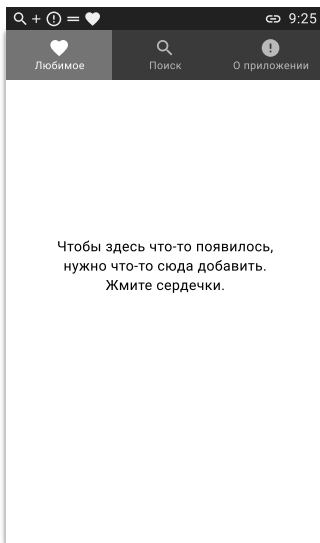 9:25
Любимое
Поиск
О приложении
Чтобы здесь что-то появилось,
нужно что-то сюда добавить.
Жмите сердечки.